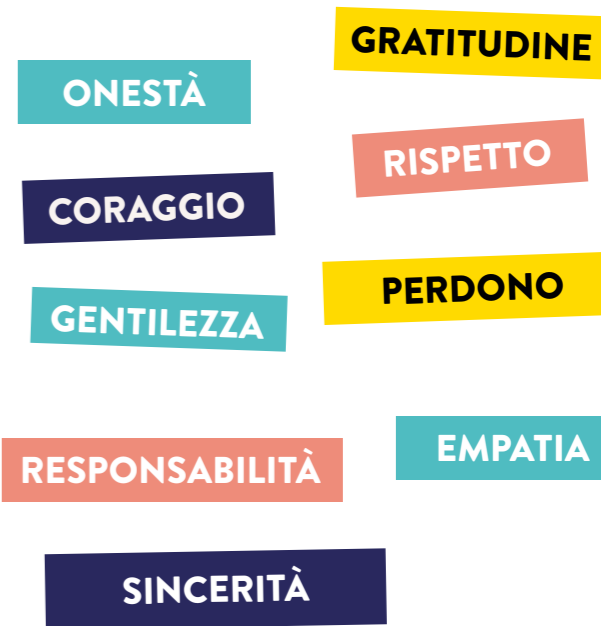 GRATITUDINE
ONESTÀ
RISPETTO
CORAGGIO
PERDONO
GENTILEZZA
EMPATIA
RESPONSABILITÀ
SINCERITÀ